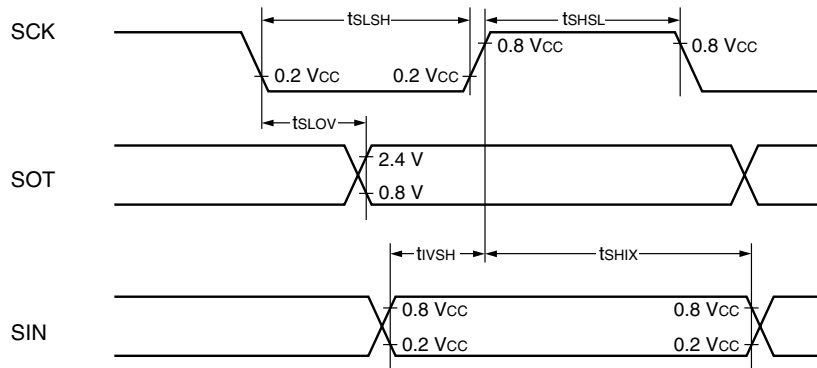 tSLSH
tSHSL
SCK
0.8 VCC
0.8 VCC
0.2 VCC
0.2 VCC
tSLOV
2.4 V
SOT
0.8 V
tIVSH
tSHIX
0.8 VCC
0.8 VCC
SIN
0.2 VCC
0.2 VCC